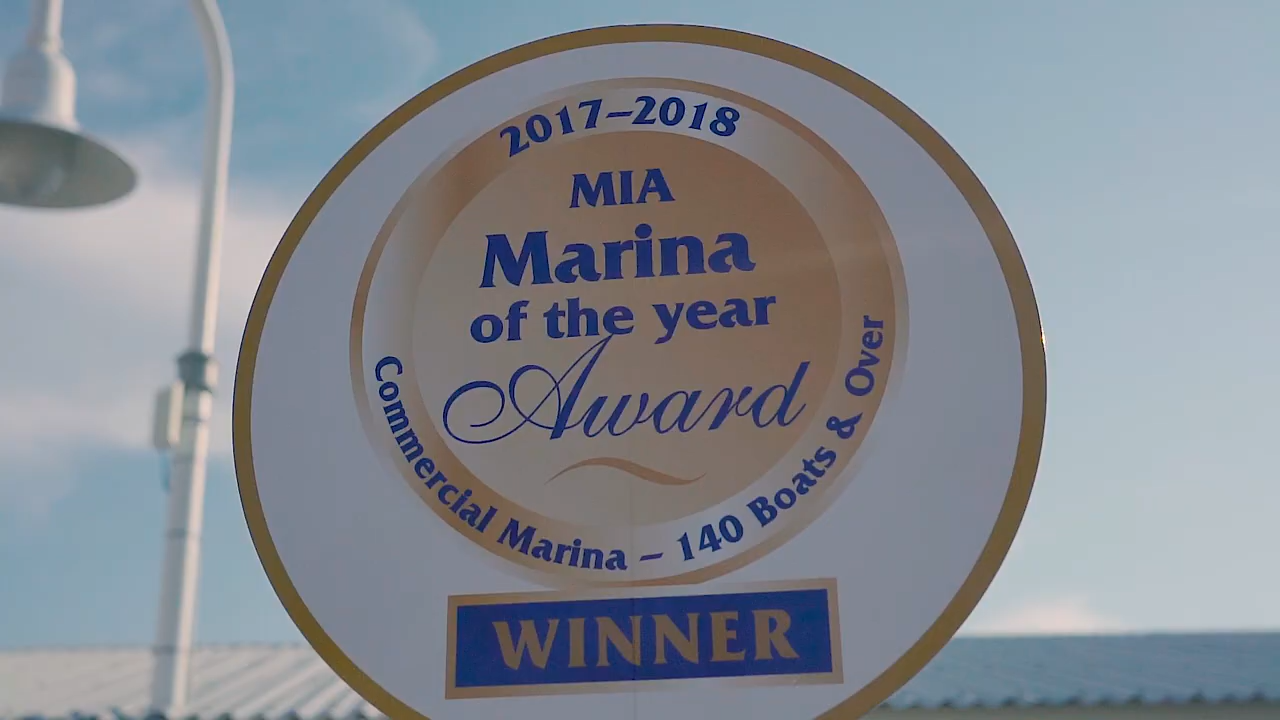 2017–2018
MIA
Marina
of the year
Award
Commercial Marina – 140 Boats & Over
WINNER